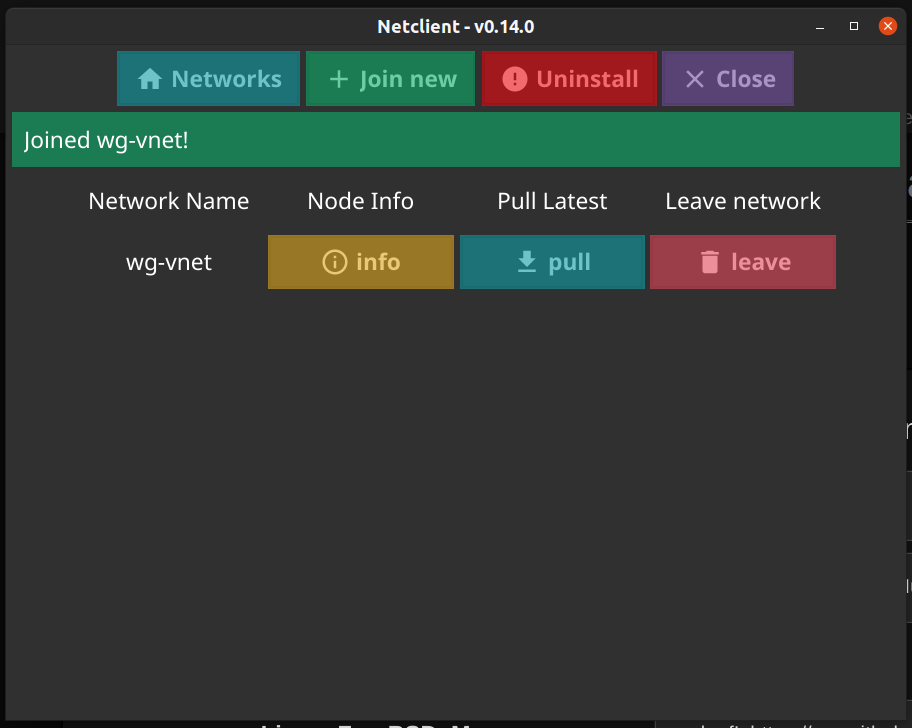 Netclient - v0.14.0
Networks Join new Uninstall Close
Joined wg-vnet!
Network Name Node Info Pull Latest Leave network
wg-vnet info pull leave